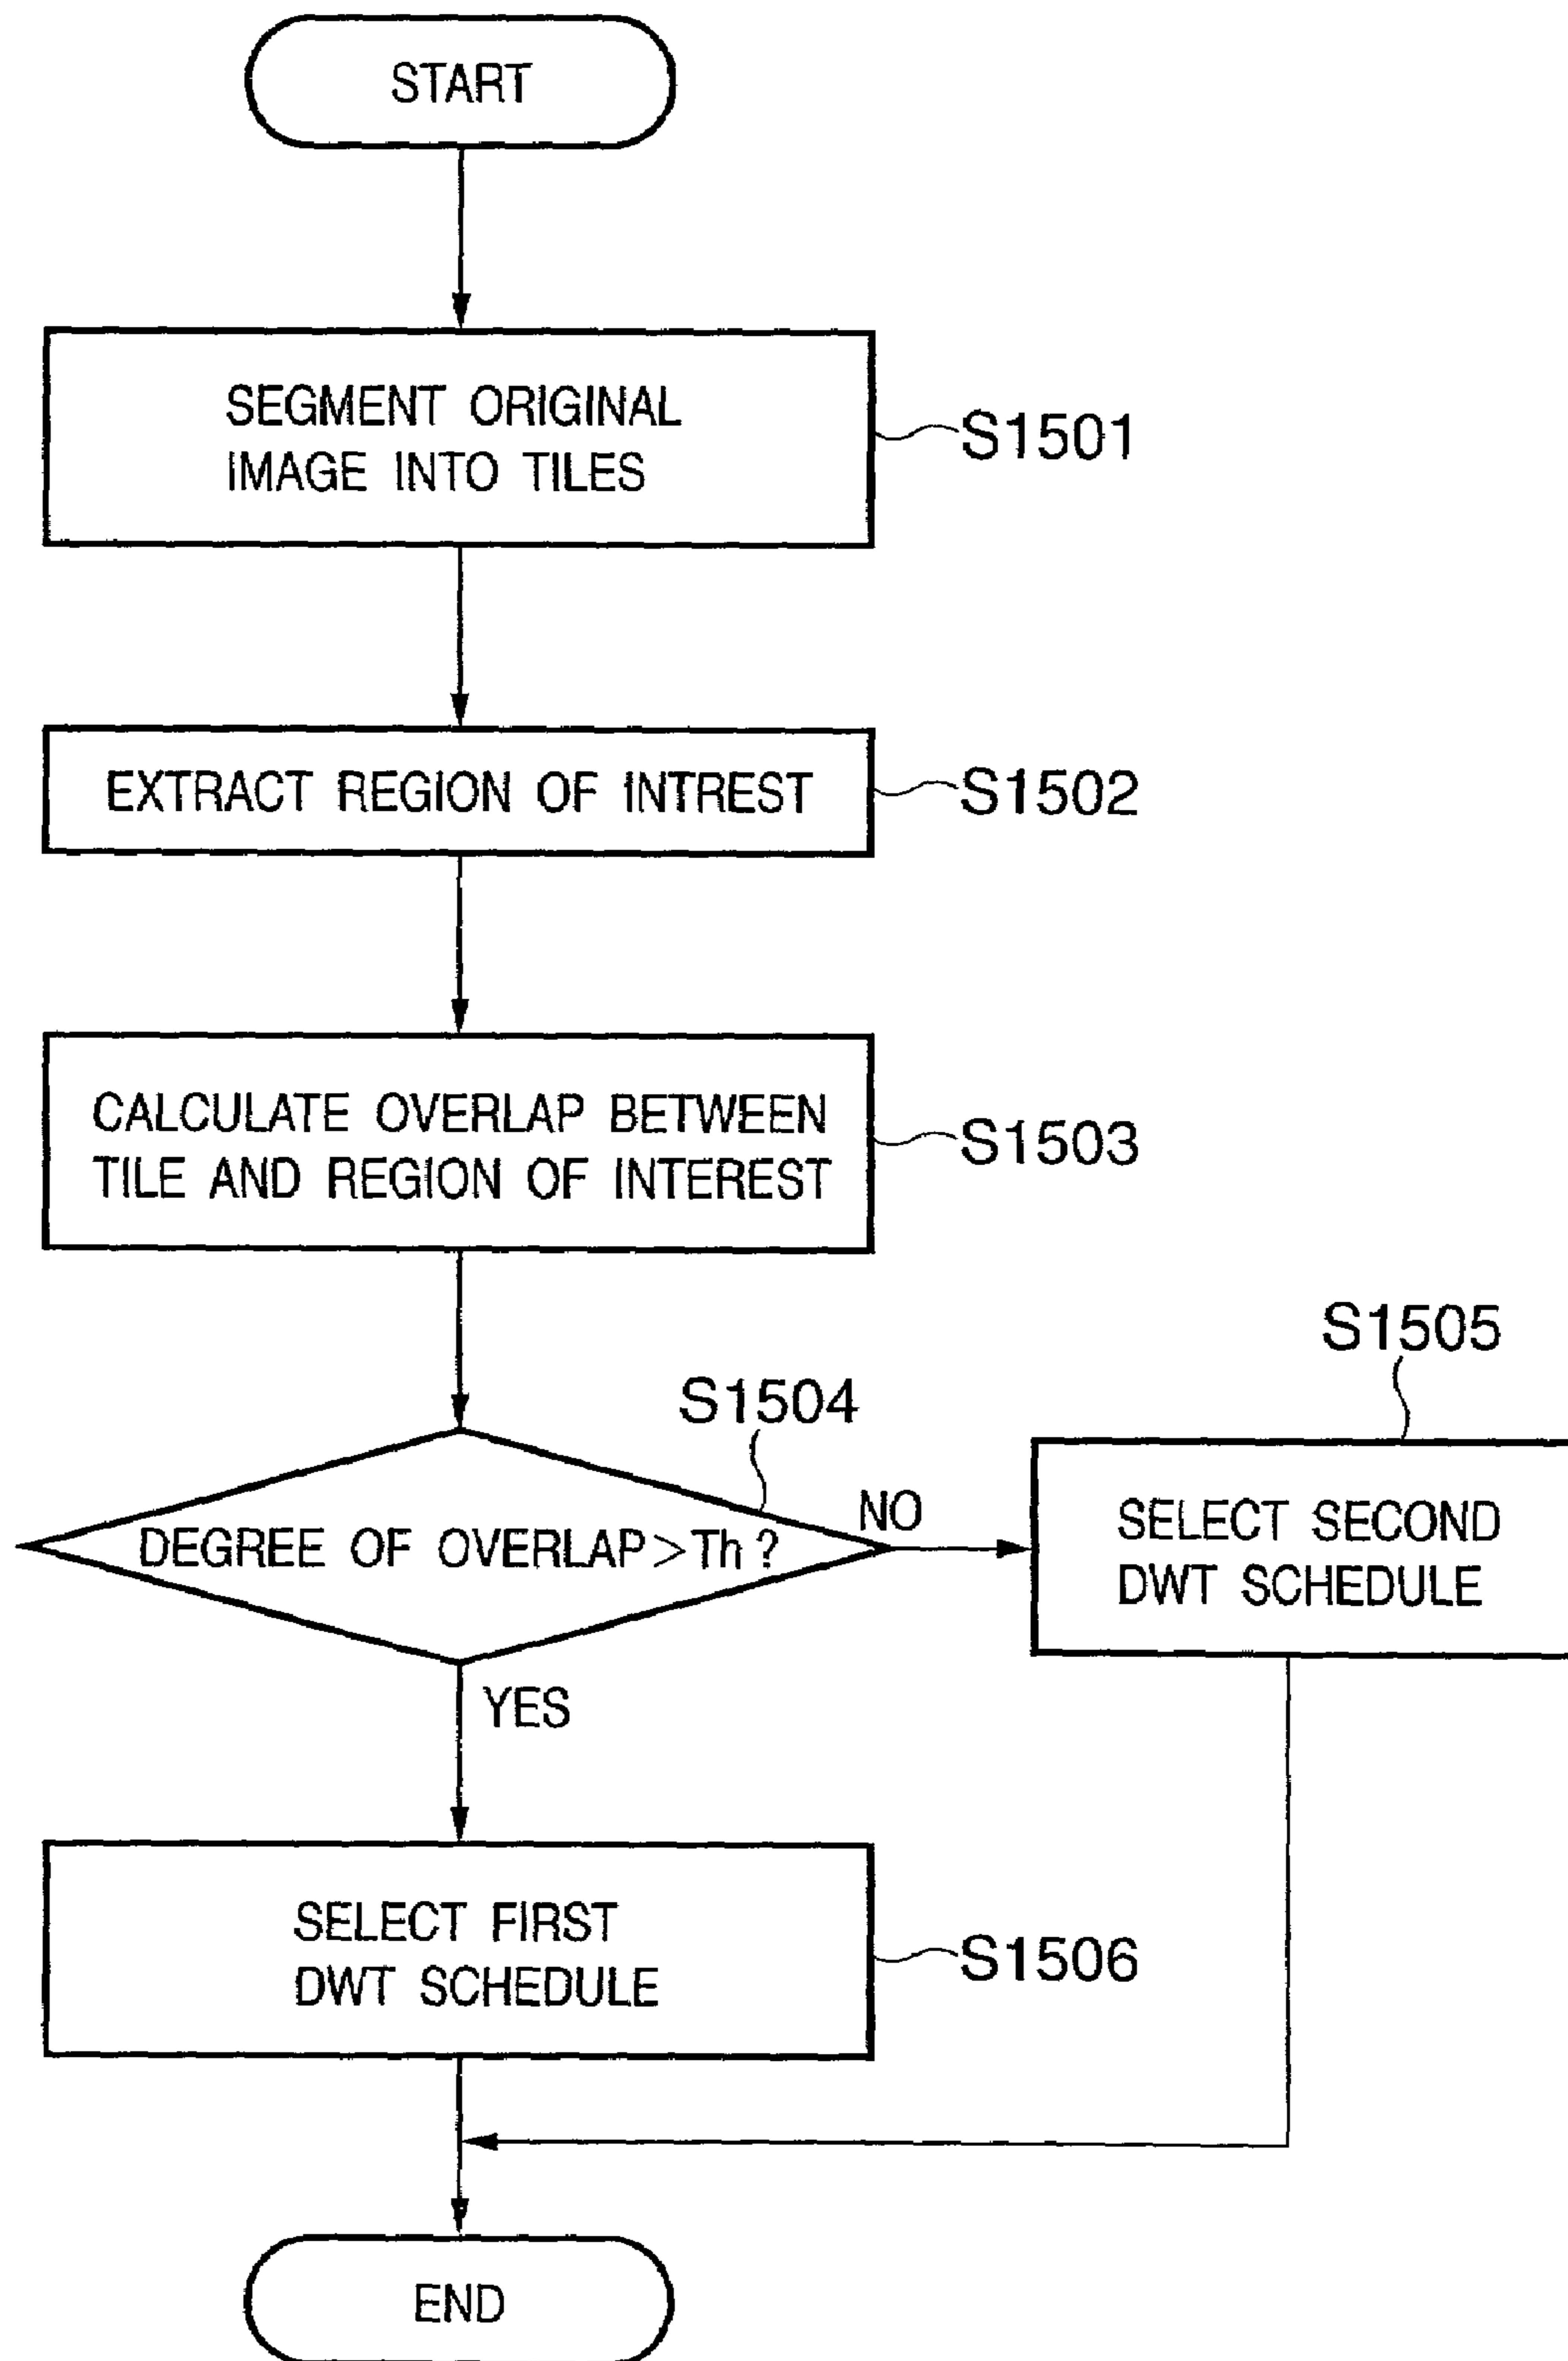 START
SEGMENT ORIGINAL
IMAGE INTO TILES
S1501
EXTRACT REGION OF INTREST
S1502
CALCULATE OVERLAP BETWEEN
TILE AND REGION OF INTEREST
S1503
S1504
DEGREE OF OVERLAP>Th?
NO
S1505
SELECT SECOND
DWT SCHEDULE
YES
SELECT FIRST
DWT SCHEDULE
S1506
END